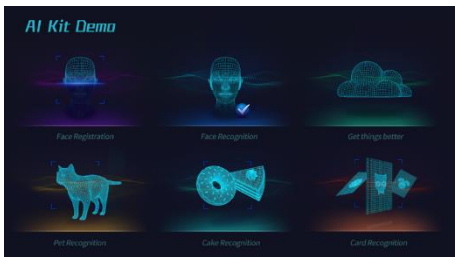 AI Kit Demo
Face Registration
Face Recognition
Get things better
Pet Recognition
Cake Recognition
Card Recognition